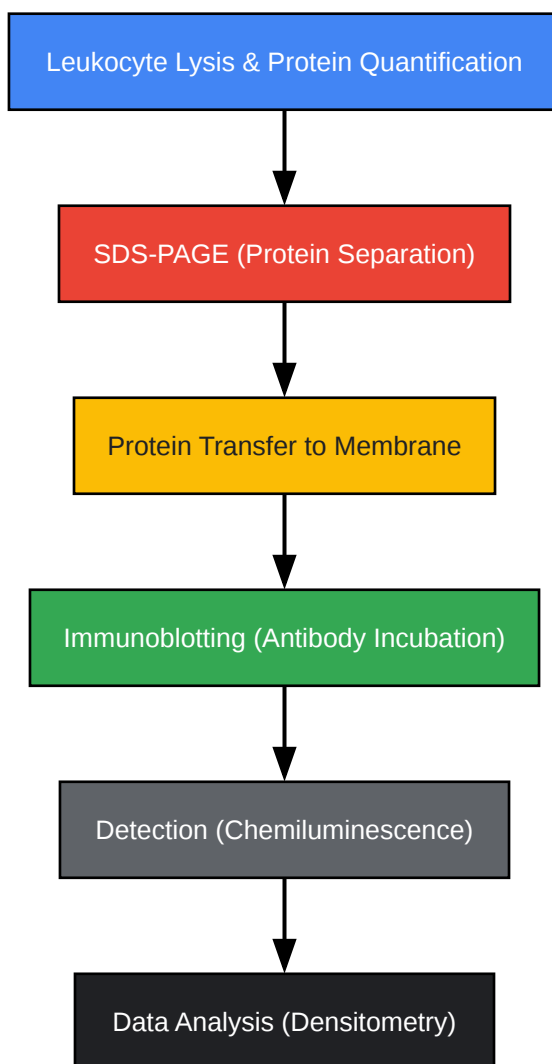 Leukocyte Lysis & Protein Quantification
SDS-PAGE (Protein Separation)
Protein Transfer to Membrane
Immunoblotting (Antibody Incubation)
Detection (Chemiluminescence)
Data Analysis (Densitometry)